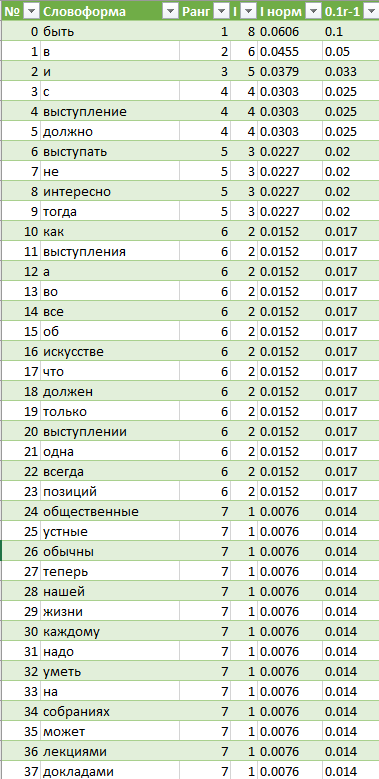 № Словоформа Ранг I I норм 0.1r-1
0 быть 1 8 0.0606 0.1
1 в 2 6 0.0455 0.05
2 и 3 5 0.0379 0.033
3 с 4 4 0.0303 0.025
4 выступление 4 4 0.0303 0.025
5 должно 4 4 0.0303 0.025
6 выступать 5 3 0.0227 0.02
7 не 5 3 0.0227 0.02
8 интересно 5 3 0.0227 0.02
9 тогда 5 3 0.0227 0.02
10 как 6 2 0.0152 0.017
11 выступления 6 2 0.0152 0.017
12 а 6 2 0.0152 0.017
13 во 6 2 0.0152 0.017
14 все 6 2 0.0152 0.017
15 об 6 2 0.0152 0.017
16 искусстве 6 2 0.0152 0.017
17 что 6 2 0.0152 0.017
18 должен 6 2 0.0152 0.017
19 только 6 2 0.0152 0.017
20 выступлении 6 2 0.0152 0.017
21 одна 6 2 0.0152 0.017
22 всегда 6 2 0.0152 0.017
23 позиций 6 2 0.0152 0.017
24 общественные 7 1 0.0076 0.014
25 устные 7 1 0.0076 0.014
26 обычны 7 1 0.0076 0.014
27 теперь 7 1 0.0076 0.014
28 нашей 7 1 0.0076 0.014
29 жизни 7 1 0.0076 0.014
30 каждому 7 1 0.0076 0.014
31 надо 7 1 0.0076 0.014
32 уметь 7 1 0.0076 0.014
33 на 7 1 0.0076 0.014
34 собраниях 7 1 0.0076 0.014
35 может 7 1 0.0076 0.014
36 лекциями 7 1 0.0076 0.014
37 докладами 7 1 0.0076 0.014